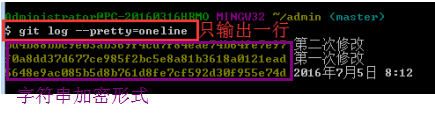 Administrator@PC-20160316HRMO MINGW32 ~/admin (master)
$ git log --pretty=oneline 只输出一行
第二次修改
f0a8dd37d677ce985f2bc5e8a81b3618a0121ead 第一次修改
6648e9ac085b5d8b761d8fe7cf592d30f955e74d 2016年7月5日 8:12
字符串加密形式